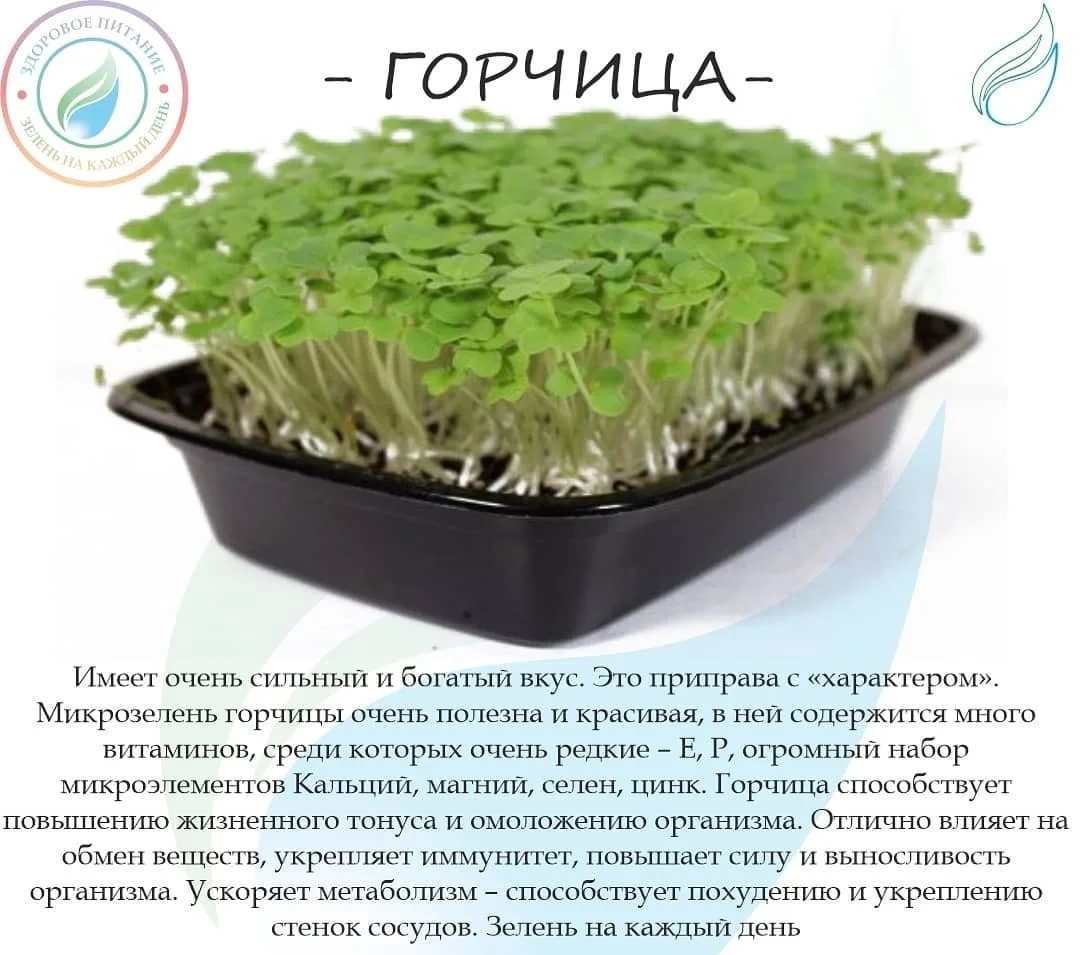 ЗДОРОВОЕ ПИТАНИЕ
ЗЕЛЕНЬ НА КАЖДЫЙ ДЕНЬ
- ГОРЧИЦА-
Имеет очень сильный и богатый вкус. Это приправа с «характером».
Микрозелень горчицы очень полезна и красивая, в ней содержится много
витаминов, среди которых очень редкие – Е, Р, огромный набор
микроэлементов Кальций, магний, селен, цинк. Горчица способствует
повышению жизненного тонуса и омоложению организма. Отлично влияет на
обмен веществ, укрепляет иммунитет, повышает силу и выносливость
организма. Ускоряет метаболизм – способствует похудению и укреплению
стенок сосудов. Зелень на каждый день